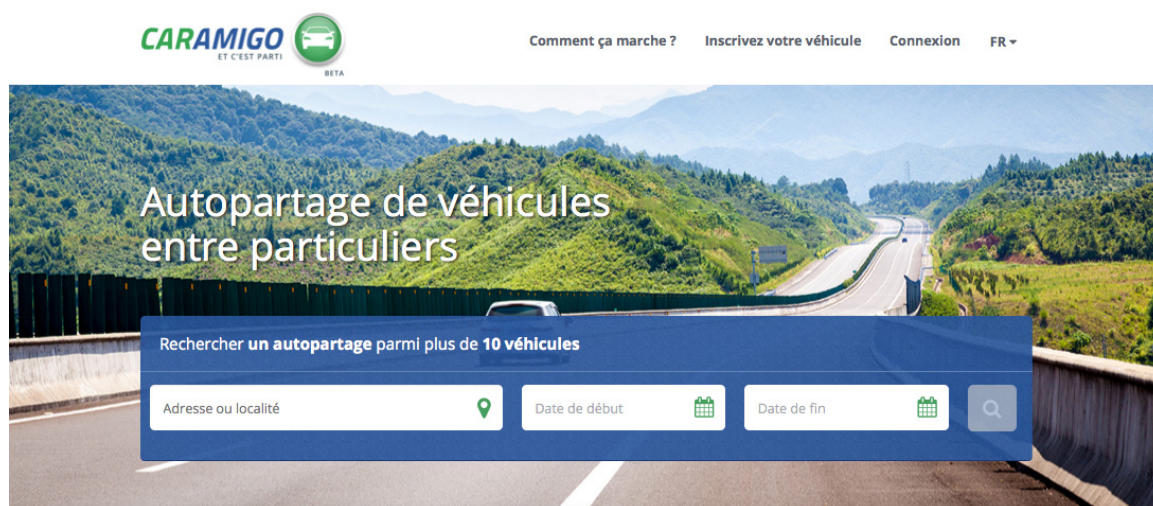 CARAMIGO
ET C'EST PARTI
BETA
Comment ça marche ? Inscrivez votre véhicule Connexion FR
Autopartage de véhicules
entre particuliers
Rechercher un autopartage parmi plus de 10 véhicules
Adresse ou localité Date de début Date de fin